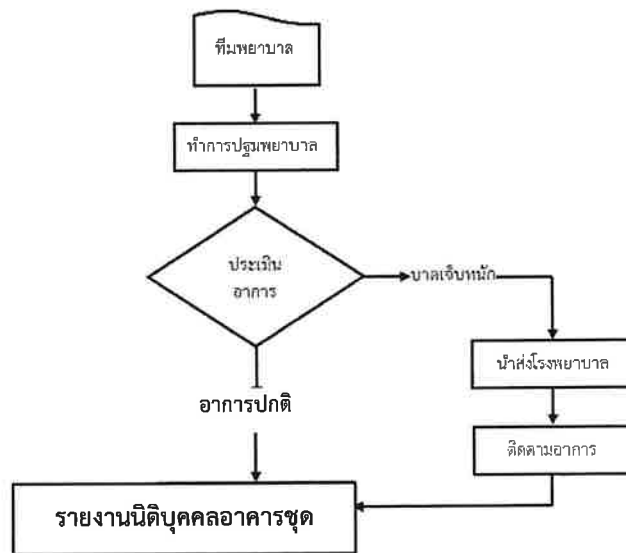 ทีมพยาบาล
ทำการปฐมพยาบาล
ประเมิน
อาการ
บาดเจ็บหนัก
นำส่งโรงพยาบาล
อาการปกติ
ติดตามอาการ
รายงานนิติบุคคลอาคารชุด